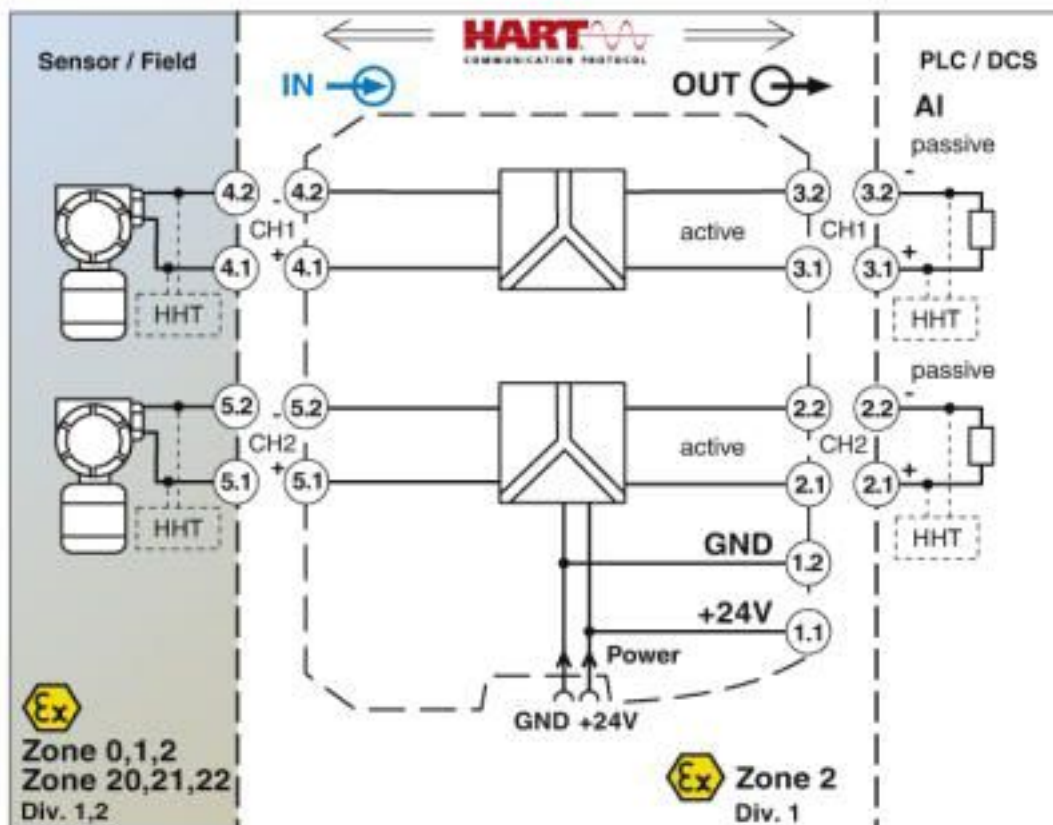 HART
COMMUNICATION PROTOCOL
Sensor / Field
PLC / DCS
IN
OUT
AI
passive
4.2
-
4.2
3.2
3.2
-
CH1
active
CH1
4.1
+
4.1
3.1
3.1
+
HHT
HHT
passive
5.2
-
5.2
2.2
2.2
-
CH2
active
CH2
5.1
+
5.1
2.1
2.1
+
HHT
HHT
GND
1.2
+24V
1.1
Power
GND +24V
Ex
Zone 0,1,2
Zone 20,21,22
Div. 1,2
Ex
Zone 2
Div. 1